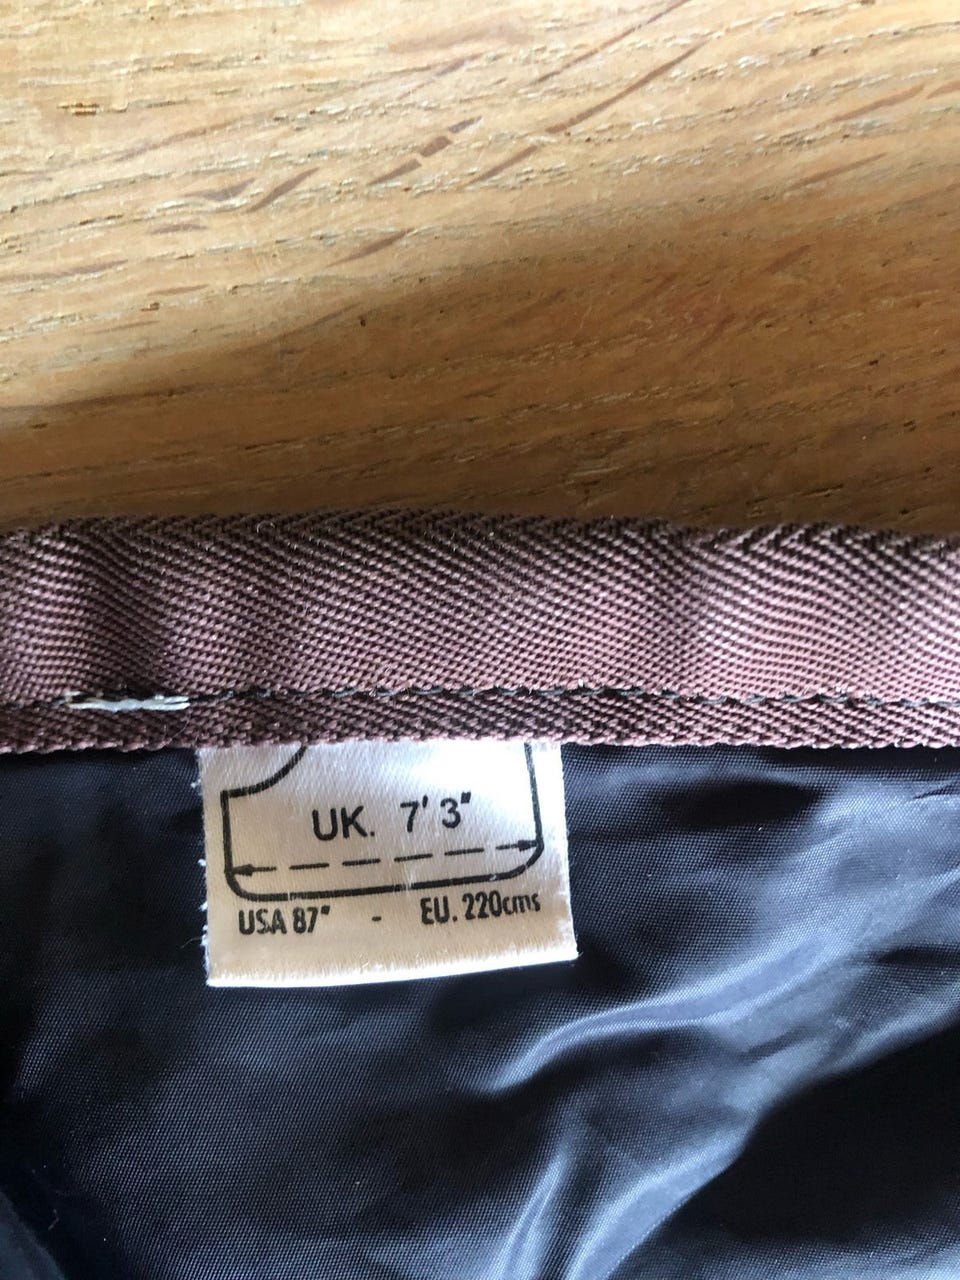 UK. 7' 3"
USA 87" - EU. 220cms